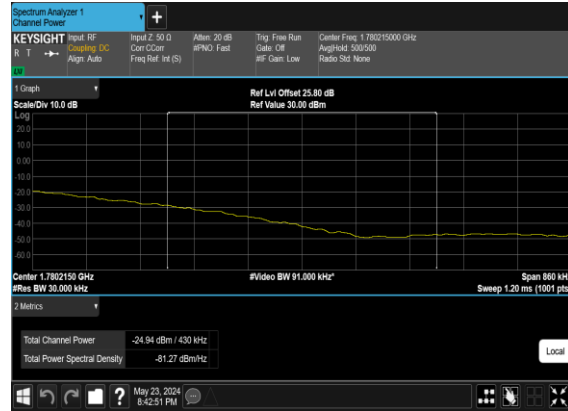 Spectrum Analyzer 1
Channel Power
KEYSIGHT
R T
LW
Input: RF
Coupling: DC
Align: Auto
Input Z: 50 Ω
Corr CCorr
Freq Ref: Int (S)
Atten: 20 dB
#PNO: Fast
Trig: Free Run
Gate: Off
#IF Gain: Low
Center Freq: 1.780215000 GHz
Avg|Hold: 500/500
Radio Std: None
1 Graph
Scale/Div 10.0 dB
Ref Lvl Offset 25.80 dB
Ref Value 30.00 dBm
Log
20.0
10.0
0.00
-10.0
-20.0
-30.0
-40.0
-50.0
-60.0
Center 1.7802150 GHz
#Res BW 30.000 kHz
#Video BW 91.000 kHz*
Span 860 kH
Sweep 1.20 ms (1001 pts
2 Metrics
Total Channel Power -24.94 dBm / 430 kHz
Total Power Spectral Density -81.27 dBm/Hz
Local
?
May 23, 2024
8:42:51 PM